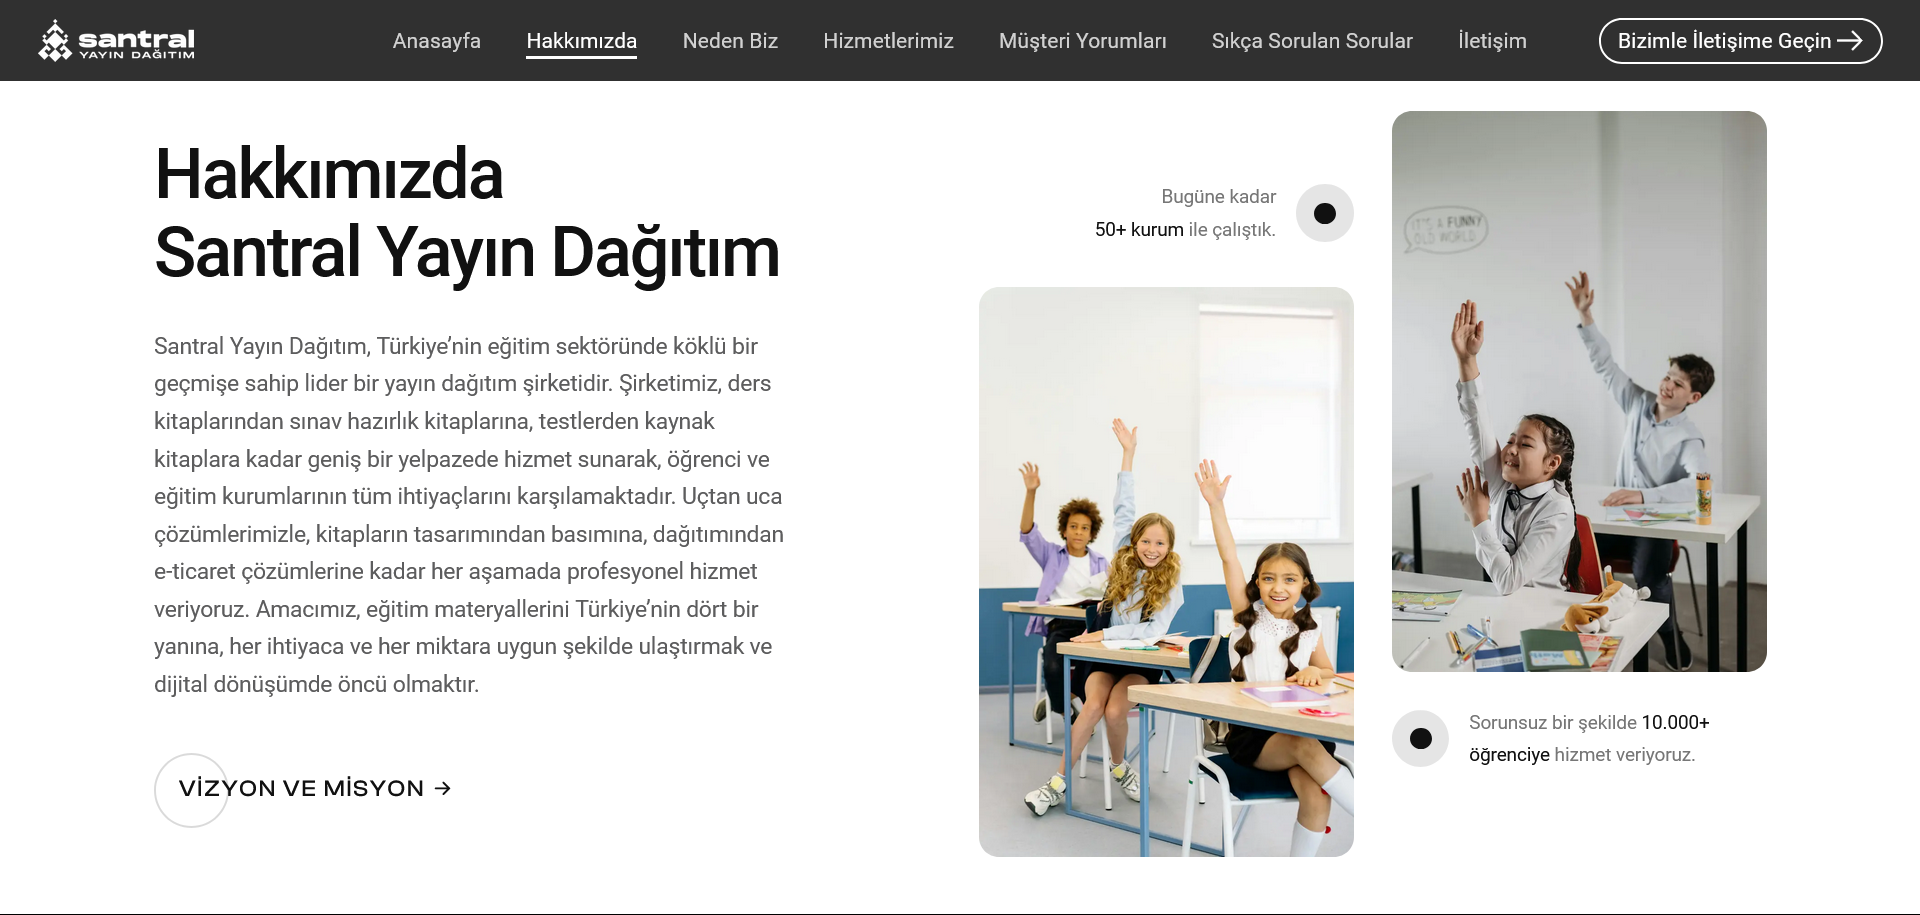 santral
YAYIN DAĞITIM
Anasayfa
Hakkımızda
Neden Biz
Hizmetlerimiz
Müşteri Yorumları
Sıkça Sorulan Sorular
İletişim
Bizimle İletişime Geçin
Hakkımızda
Santral Yayın Dağıtım
Santral Yayın Dağıtım, Türkiye’nin eğitim sektöründe köklü bir
geçmişe sahip lider bir yayın dağıtım şirketidir. Şirketimiz, ders
kitaplarından sınav hazırlık kitaplarına, testlerden kaynak
kitaplara kadar geniş bir yelpazede hizmet sunarak, öğrenci ve
eğitim kurumlarının tüm ihtiyaçlarını karşılamaktadır. Uçtan uca
çözümlerimizle, kitapların tasarımından basımına, dağıtımından
e-ticaret çözümlerine kadar her aşamada profesyonel hizmet
veriyoruz. Amacımız, eğitim materyallerini Türkiye’nin dört bir
yanına, her ihtiyaca ve her miktara uygun şekilde ulaştırmak ve
dijital dönüşümde öncü olmaktır.
VİZYON VE MİSYON →
Bugüne kadar
50+ kurum ile çalıştık.
IT'S A FUNNY
OLD WORLD
Sorunsuz bir şekilde 10.000+
öğrenciye hizmet veriyoruz.